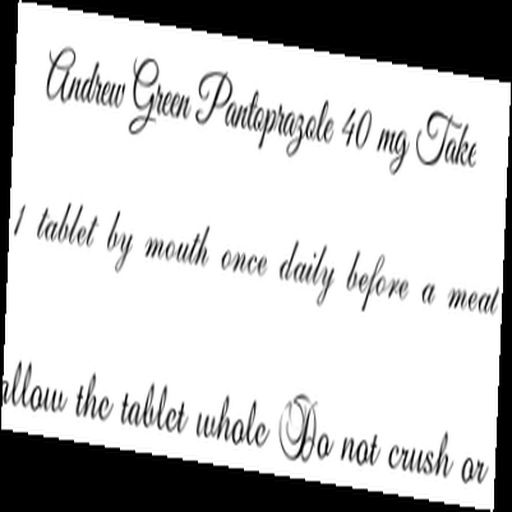 Andrew Green Pantoprazole 40 mg Take
1 tablet by mouth once daily before a meal
allow the tablet whole Do not crush or